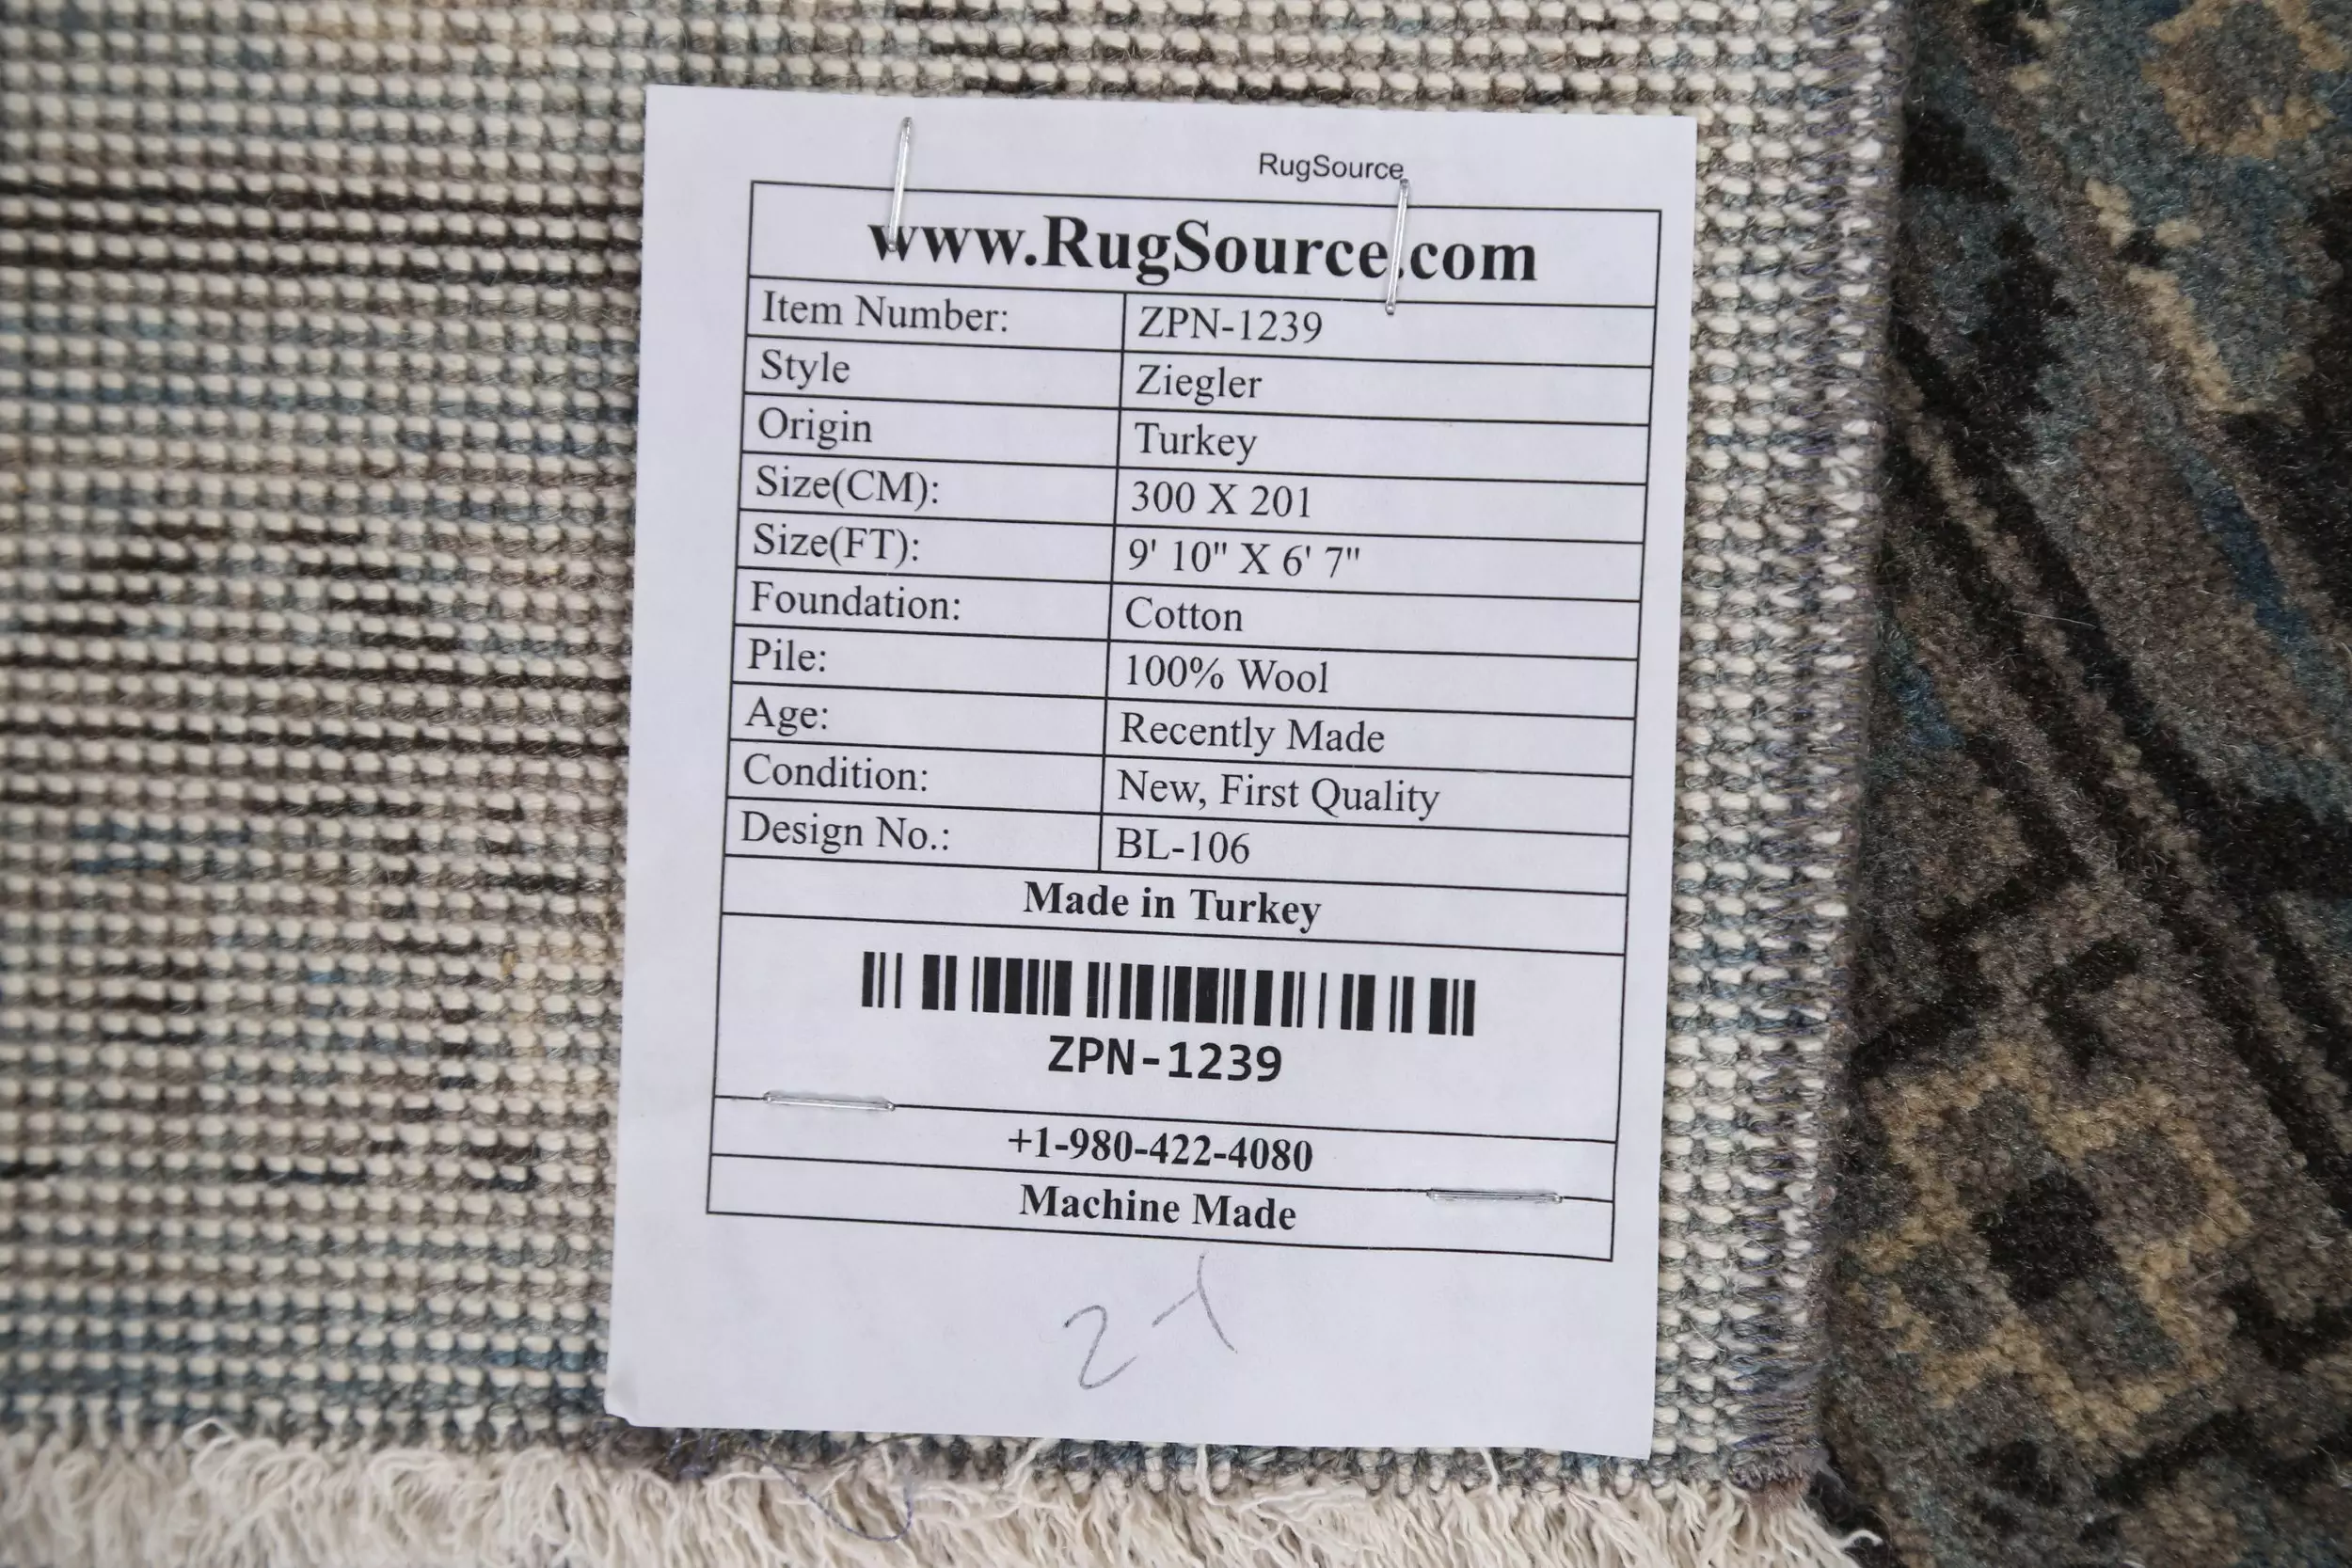 RugSource
www.RugSource.com
Item Number: ZPN-1239
Style Ziegler
Origin Turkey
Size(CM): 300 X 201
Size(FT): 9' 10" X 6' 7"
Foundation: Cotton
Pile: 100% Wool
Age: Recently Made
Condition: New, First Quality
Design No.: BL-106
Made in Turkey
ZPN-1239
+1-980-422-4080
Machine Made